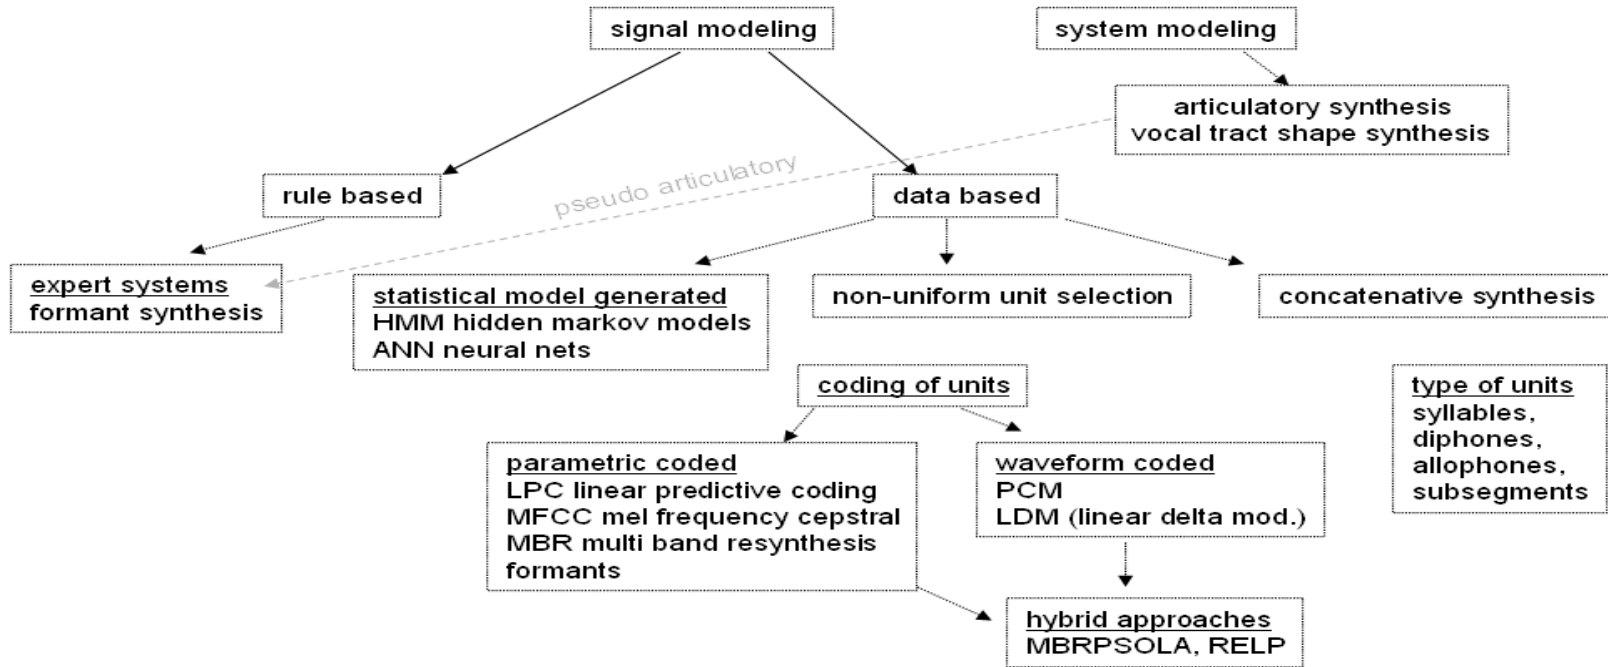 signal modeling
system modeling
articulatory synthesis
vocal tract shape synthesis
pseudo articulatory
rule based
data based
expert systems
formant synthesis
statistical model generated
HMM hidden markov models
ANN neural nets
non-uniform unit selection
concatenative synthesis
coding of units
type of units
syllables,
diphones,
allophones,
subsegments
parametric coded
LPC linear predictive coding
MFCC mel frequency cepstral
MBR multi band resynthesis
formants
waveform coded
PCM
LDM (linear delta mod.)
hybrid approaches
MBRPSOLA, RELP